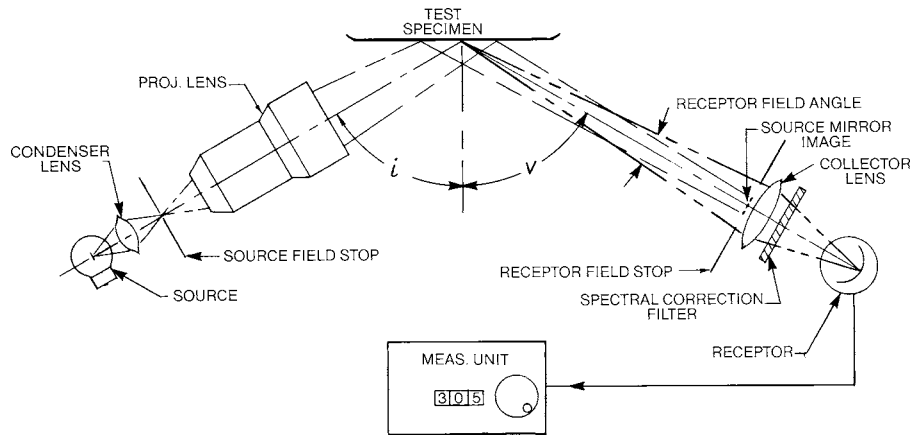 TEST
SPECIMEN
PROJ. LENS
RECEPTOR FIELD ANGLE
SOURCE MIRROR
IMAGE
COLLECTOR
LENS
CONDENSER
LENS
i
v
SOURCE FIELD STOP
SOURCE
RECEPTOR FIELD STOP
SPECTRAL CORRECTION
FILTER
RECEPTOR
MEAS. UNIT
305